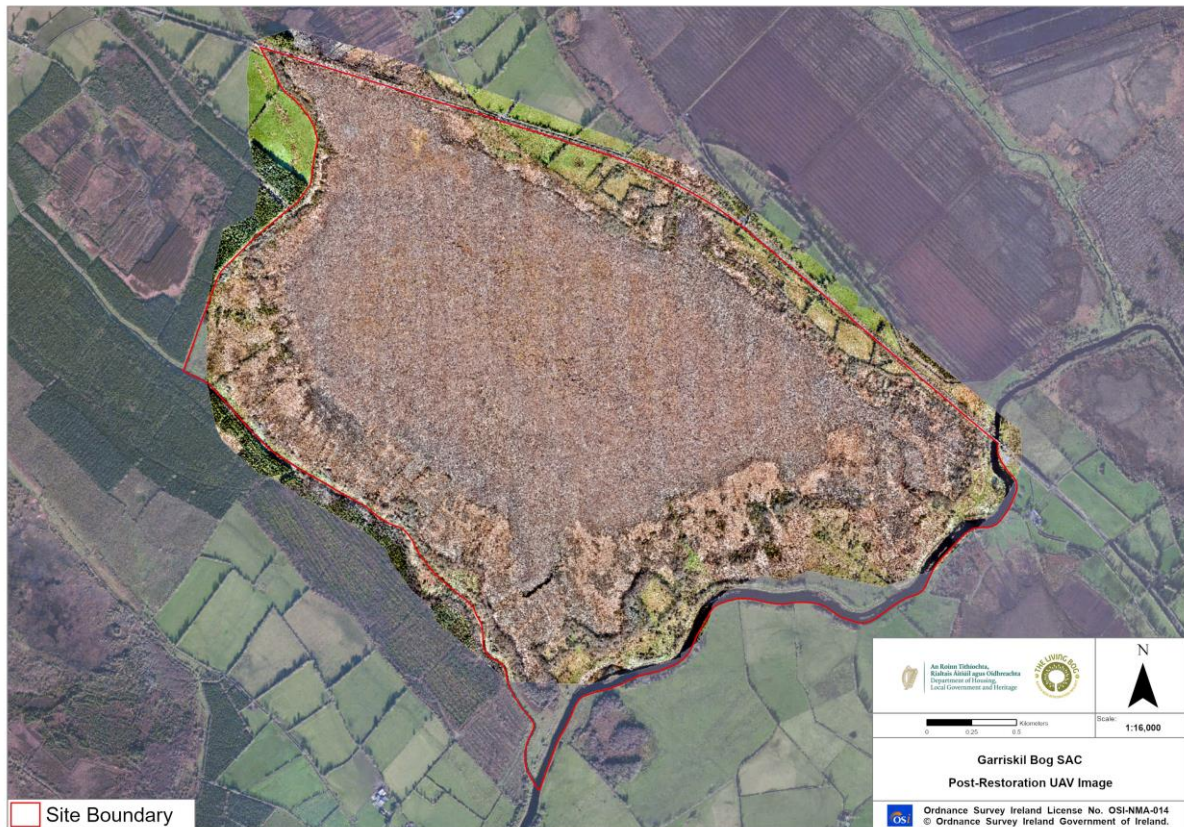 An Roinn Tithíochta,
Rialtais Áitiúil agus Oidhreachta
Department of Housing,
Local Government and Heritage
THE LIVING BOG
N
Kilometers
0 0.25 0.5
Scale:
1:16,000
Garriskil Bog SAC
Post-Restoration UAV Image
Site Boundary
OSi
Ordnance Survey Ireland License No. OSI-NMA-014
© Ordnance Survey Ireland Government of Ireland.